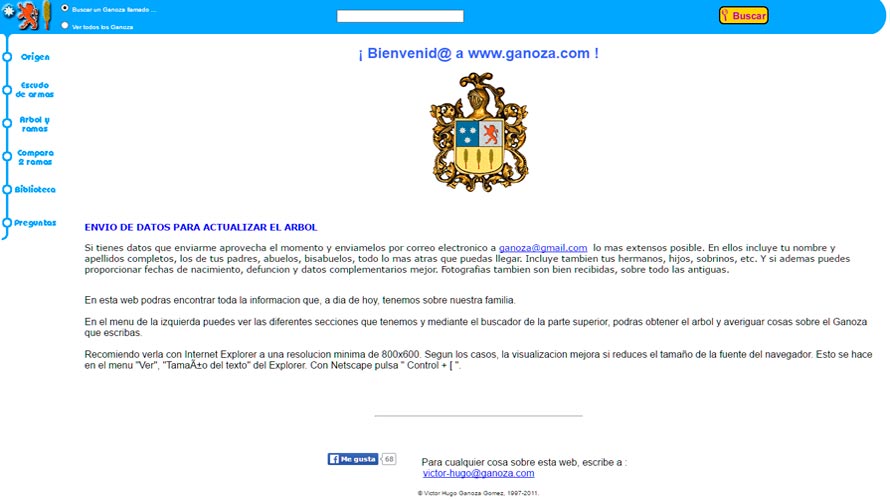 Buscar un Ganoza llamado ...
Ver todos los Ganoza
Buscar
Origen
Escudo
de armas
Arbol y
ramas
Compara
2 ramas
Biblioteca
Preguntas
¡ Bienvenid@ a www.ganoza.com !
ENVIO DE DATOS PARA ACTUALIZAR EL ARBOL
Si tienes datos que enviarme aprovecha el momento y enviamelos por correo electronico a ganoza@gmail.com lo mas extensos posible. En ellos incluye tu nombre y
apellidos completos, los de tus padres, abuelos, bisabuelos, todo lo mas atras que puedas llegar. Incluye tambien tus hermanos, hijos, sobrinos, etc. Y si ademas puedes
proporcionar fechas de nacimiento, defuncion y datos complementarios mejor. Fotografias tambien son bien recibidas, sobre todo las antiguas.
En esta web podras encontrar toda la informacion que, a dia de hoy, tenemos sobre nuestra familia.
En el menu de la izquierda puedes ver las diferentes secciones que tenemos y mediante el buscador de la parte superior, podras obtener el arbol y averiguar cosas sobre el Ganoza
que escribas.
Recomiendo verla con Internet Explorer a una resolucion minima de 800x600. Segun los casos, la visualizacion mejora si reduces el tamaño de la fuente del navegador. Esto se hace
en el menu "Ver", "TamaÃ±o del texto" del Explorer. Con Netscape pulsa " Control + [ ".
Me gusta 68
Para cualquier cosa sobre esta web, escribe a :
victor-hugo@ganoza.com
© Victor Hugo Ganoza Gomez, 1997-2011.